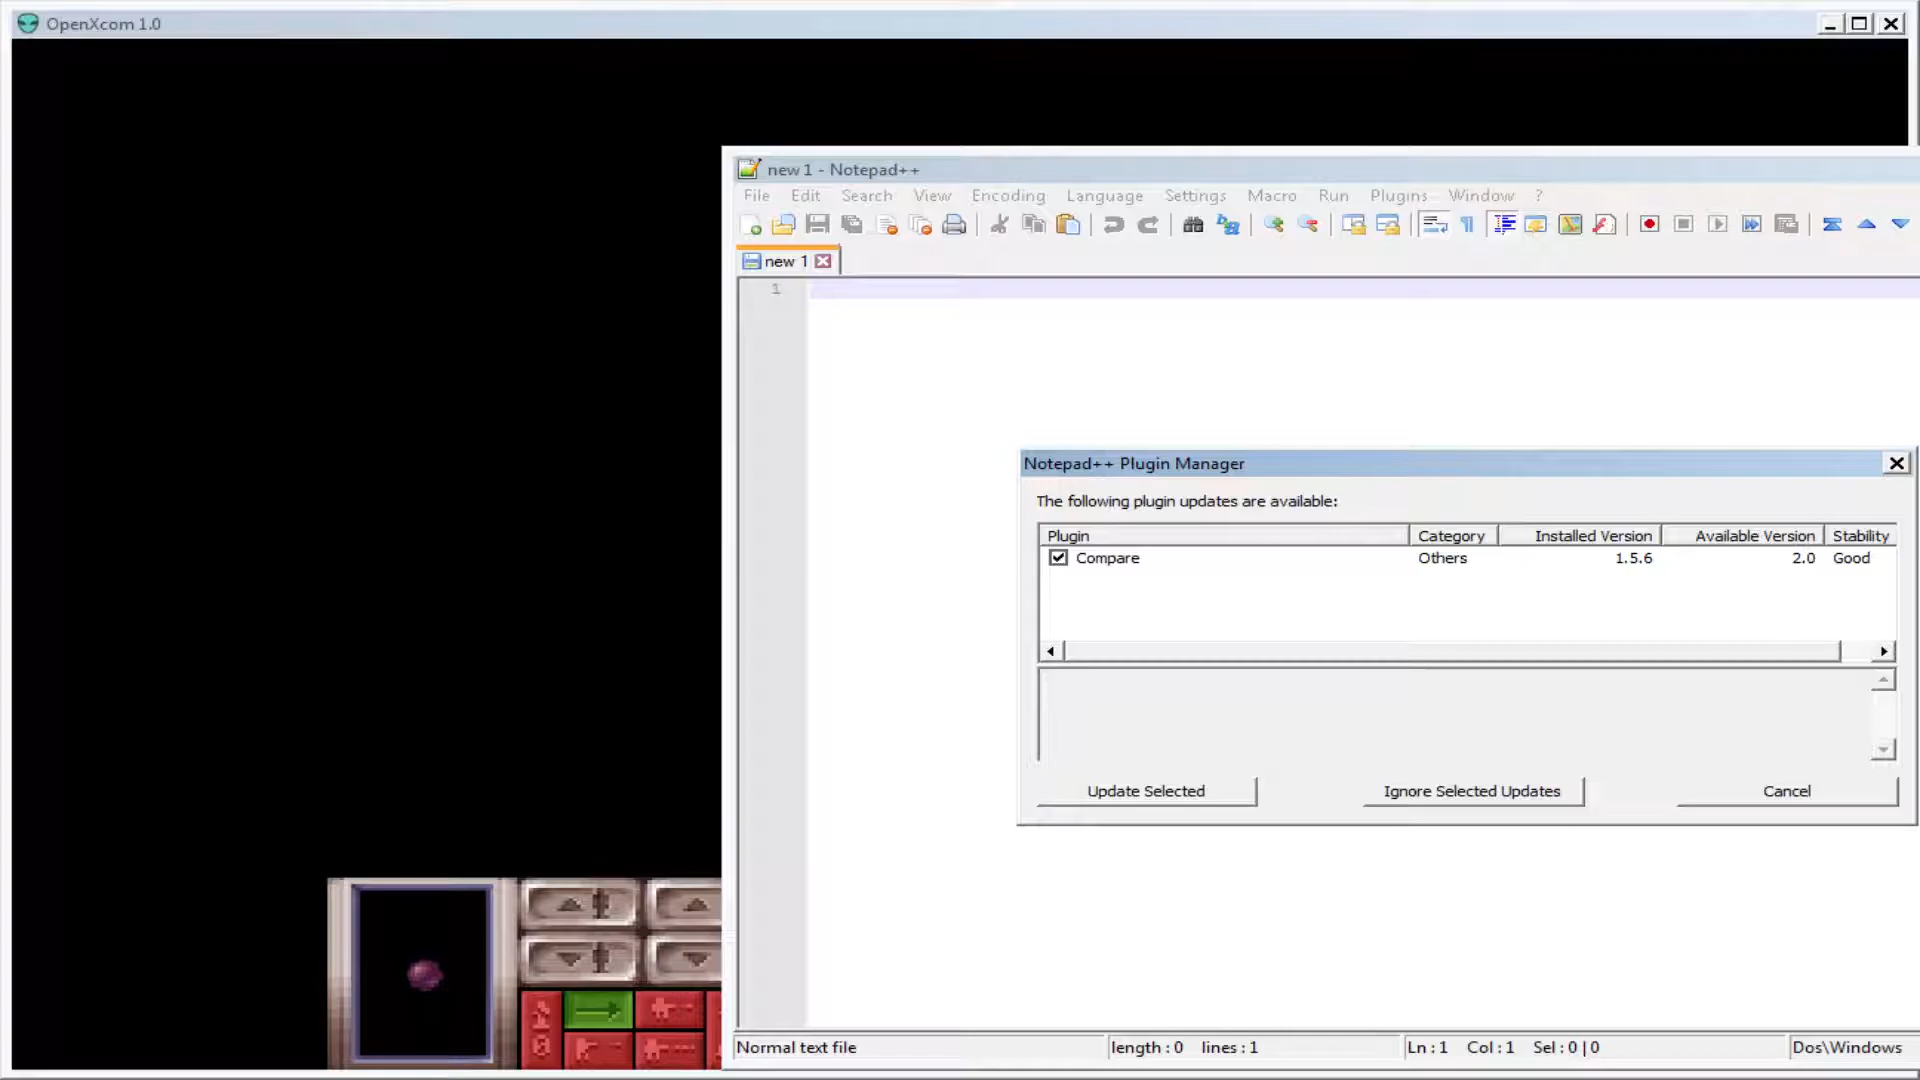 OpenXcom 1.0
new 1 - Notepad++
File Edit Search View Encoding Language Settings Macro Run Plugins Window ?
new 1
1
Notepad++ Plugin Manager
The following plugin updates are available:
Plugin Category Installed Version Available Version Stability
Compare Others 1.5.6 2.0 Good
Update Selected Ignore Selected Updates Cancel
Normal text file length : 0 lines : 1 Ln : 1 Col : 1 Sel : 0 | 0 Dos\Windows